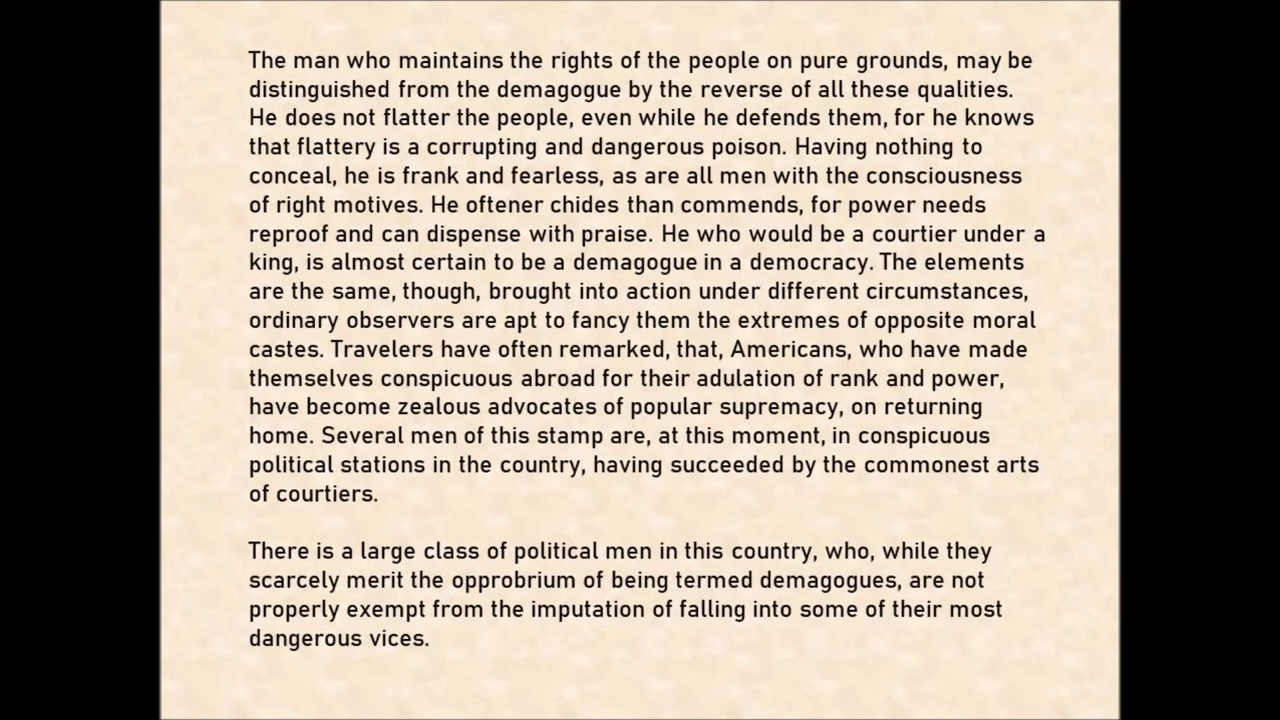 The man who maintains the rights of the people on pure grounds, may be
distinguished from the demagogue by the reverse of all these qualities.
He does not flatter the people, even while he defends them, for he knows
that flattery is a corrupting and dangerous poison. Having nothing to
conceal, he is frank and fearless, as are all men with the consciousness
of right motives. He oftener chides than commends, for power needs
reproof and can dispense with praise. He who would be a courtier under a
king, is almost certain to be a demagogue in a democracy. The elements
are the same, though, brought into action under different circumstances,
ordinary observers are apt to fancy them the extremes of opposite moral
castes. Travelers have often remarked, that, Americans, who have made
themselves conspicuous abroad for their adulation of rank and power,
have become zealous advocates of popular supremacy, on returning
home. Several men of this stamp are, at this moment, in conspicuous
political stations in the country, having succeeded by the commonest arts
of courtiers.
There is a large class of political men in this country, who, while they
scarcely merit the opprobrium of being termed demagogues, are not
properly exempt from the imputation of falling into some of their most
dangerous vices.